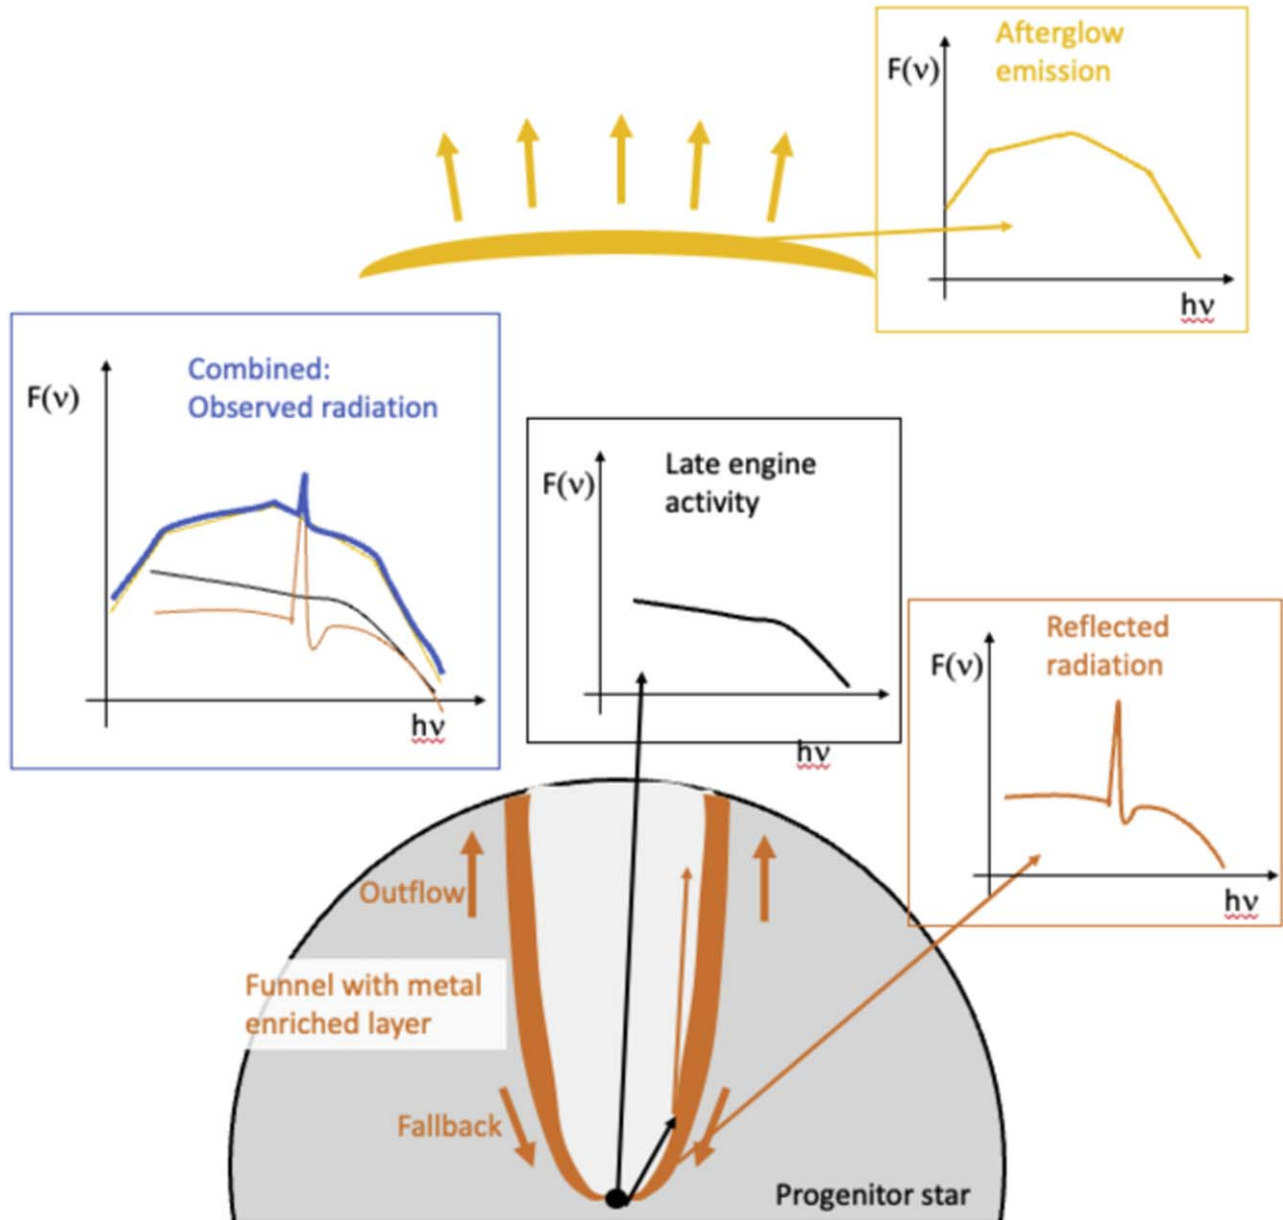 Afterglow
emission
F(ν)
hν
Combined:
Observed radiation
F(ν)
hν
Late engine
activity
F(ν)
hν
Reflected
radiation
F(ν)
hν
Outflow
Funnel with metal
enriched layer
Fallback
Progenitor star